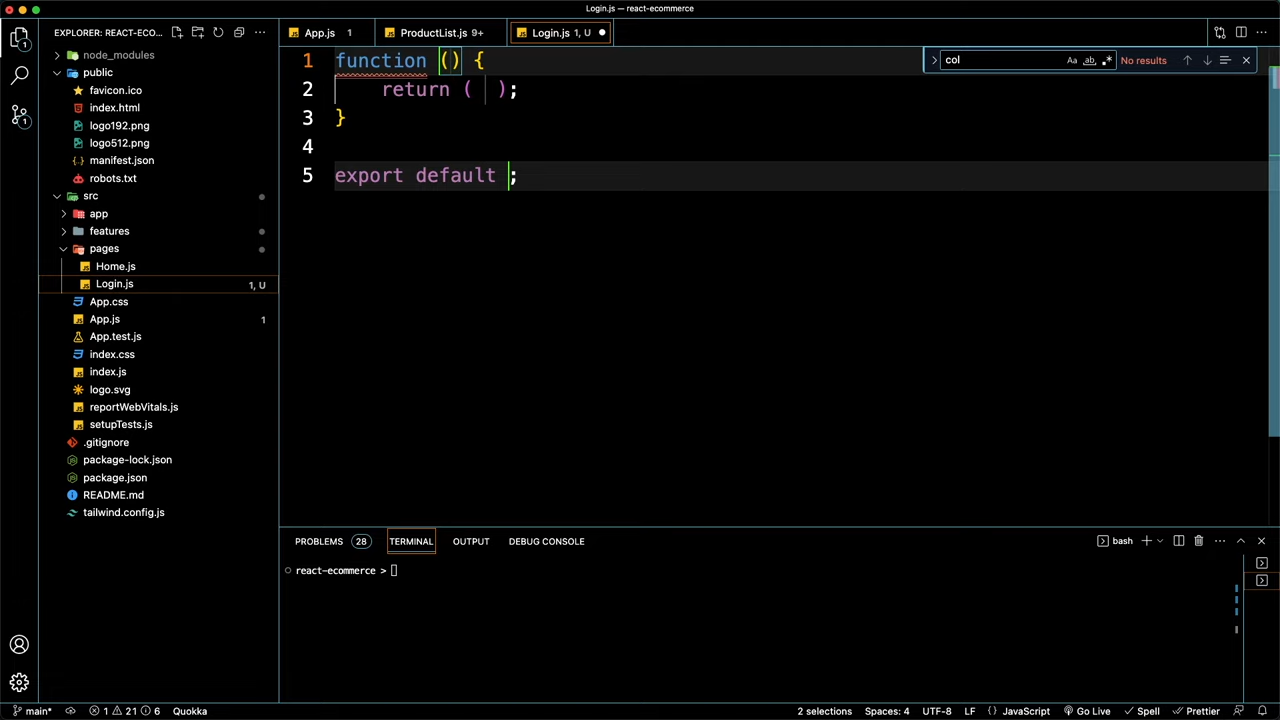 Login.js — react-ecommerce
EXPLORER: REACT-ECO...
App.js 1
ProductList.js 9+
Login.js 1, U
node_modules
public
favicon.ico
index.html
logo192.png
logo512.png
manifest.json
robots.txt
src
app
features
pages
Home.js
Login.js 1, U
App.css
App.js 1
App.test.js
index.css
index.js
logo.svg
reportWebVitals.js
setupTests.js
.gitignore
package-lock.json
package.json
README.md
tailwind.config.js
1 function () {
2 return ( );
3 }
4
5 export default ;
col Aa ab .* No results
PROBLEMS 28 TERMINAL OUTPUT DEBUG CONSOLE
bash
react-ecommerce >
main* 1 21 6 Quokka
2 selections Spaces: 4 UTF-8 LF {} JavaScript Go Live Spell Prettier